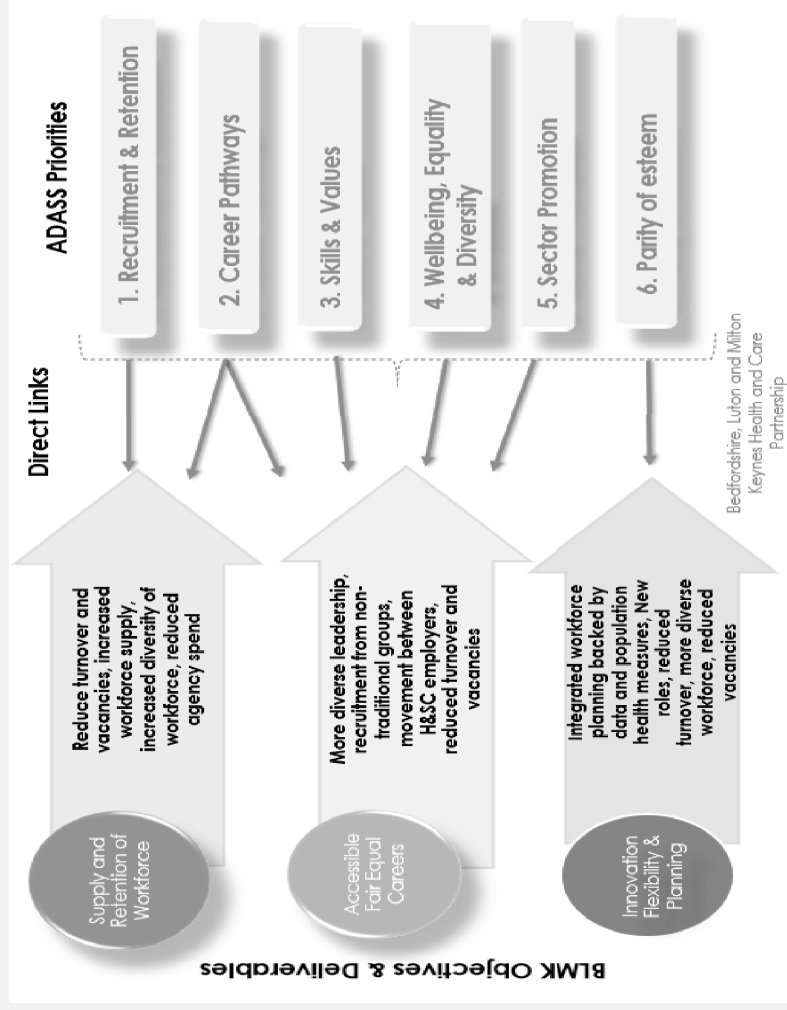 BLMK Objectives & Deliverables
Direct Links
ADASS Priorities
Supply and
Retention of
Workforce
Reduce turnover and
vacancies, increased
workforce supply,
increased diversity of
workforce, reduced
agency spend
Accessible
Fair Equal
Careers
More diverse leadership,
recruitment from non-
traditional groups,
movement between
H&SC employers,
reduced turnover and
vacancies
Innovation
Flexibility &
Planning
Integrated workforce
planning backed by
data and population
health measures, New
roles, reduced
turnover, more diverse
workforce, reduced
vacancies
1. Recruitment & Retention
2. Career Pathways
3. Skills & Values
4. Wellbeing, Equality
& Diversity
5. Sector Promotion
6. Parity of esteem
Bedfordshire, Luton and Milton
Keynes Health and Care
Partnership